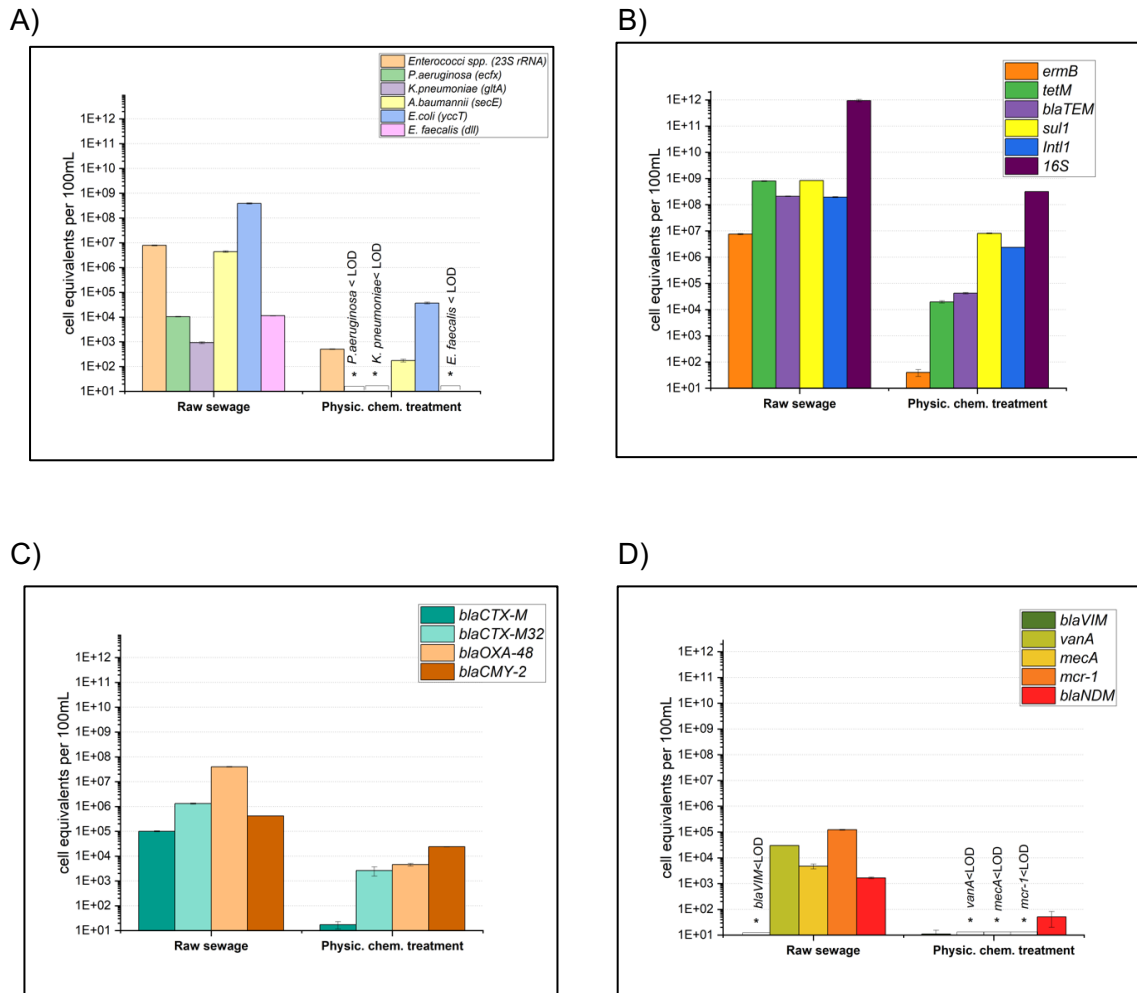 A)
Enterococci spp. (23S rRNA)
P.aeruginosa (ecfx)
K.pneumoniae (gltA)
A.baumannii (secE)
E.coli (yccT)
E. faecalis (dll)
cell equivalents per 100mL
1E+12
1E+11
1E+10
1E+09
1E+08
1E+07
1E+06
1E+05
1E+04
1E+03
1E+02
1E+01
* P.aeruginosa < LOD
* K. pneumoniae< LOD
* E. faecalis < LOD
Raw sewage
Physic. chem. treatment
B)
ermB
tetM
blaTEM
sul1
Intl1
16S
cell equivalents per 100mL
1E+12
1E+11
1E+10
1E+09
1E+08
1E+07
1E+06
1E+05
1E+04
1E+03
1E+02
1E+01
Raw sewage
Physic. chem. treatment
C)
blaCTX-M
blaCTX-M32
blaOXA-48
blaCMY-2
cell equivalents per 100mL
1E+12
1E+11
1E+10
1E+09
1E+08
1E+07
1E+06
1E+05
1E+04
1E+03
1E+02
1E+01
Raw sewage
Physic. chem. treatment
D)
blaVIM
vanA
mecA
mcr-1
blaNDM
cell equivalents per 100mL
1E+12
1E+11
1E+10
1E+09
1E+08
1E+07
1E+06
1E+05
1E+04
1E+03
1E+02
1E+01
* blaVIM<LOD
* vanA<LOD
* mecA<LOD
* mcr-1<LOD
Raw sewage
Physic. chem. treatment